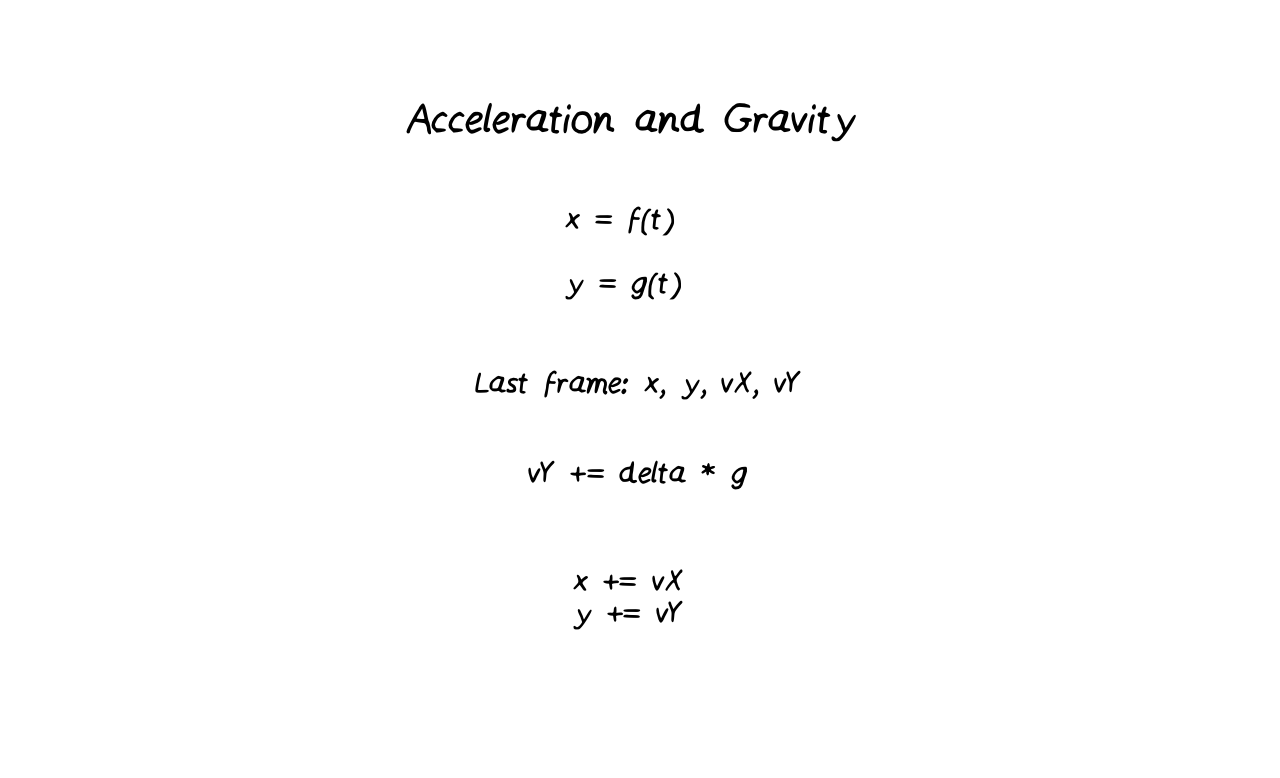 Acceleration and Gravity
x = f(t)
y = g(t)
Last frame: x, y, vX, vY
vY += delta * g
x += vX
y += vY